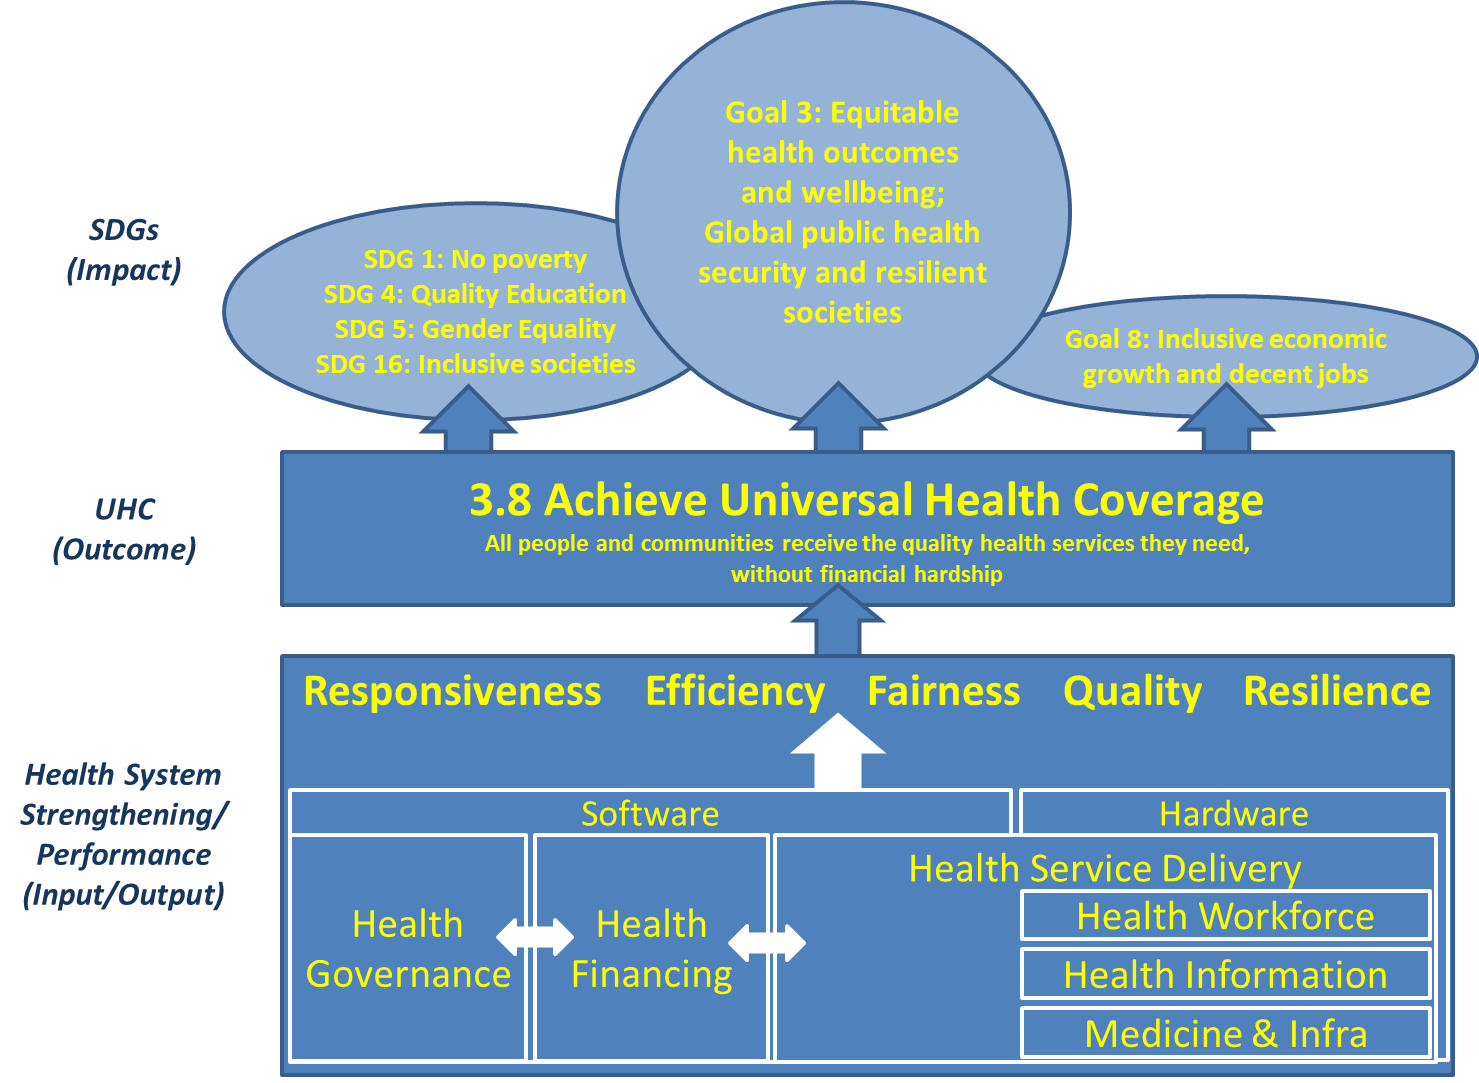 Goal 3: Equitable
health outcomes
and wellbeing;
Global public health
security and resilient
societies
SDGs
(Impact)
SDG 1: No poverty
SDG 4: Quality Education
SDG 5: Gender Equality
SDG 16: Inclusive societies
Goal 8: Inclusive economic
growth and decent jobs
UHC
(Outcome)
3.8 Achieve Universal Health Coverage
All people and communities receive the quality health services they need,
without financial hardship
Health System
Strengthening/
Performance
(Input/Output)
Responsiveness Efficiency Fairness Quality Resilience
Software
Hardware
Health
Governance
Health
Financing
Health Service Delivery
Health Workforce
Health Information
Medicine & Infra